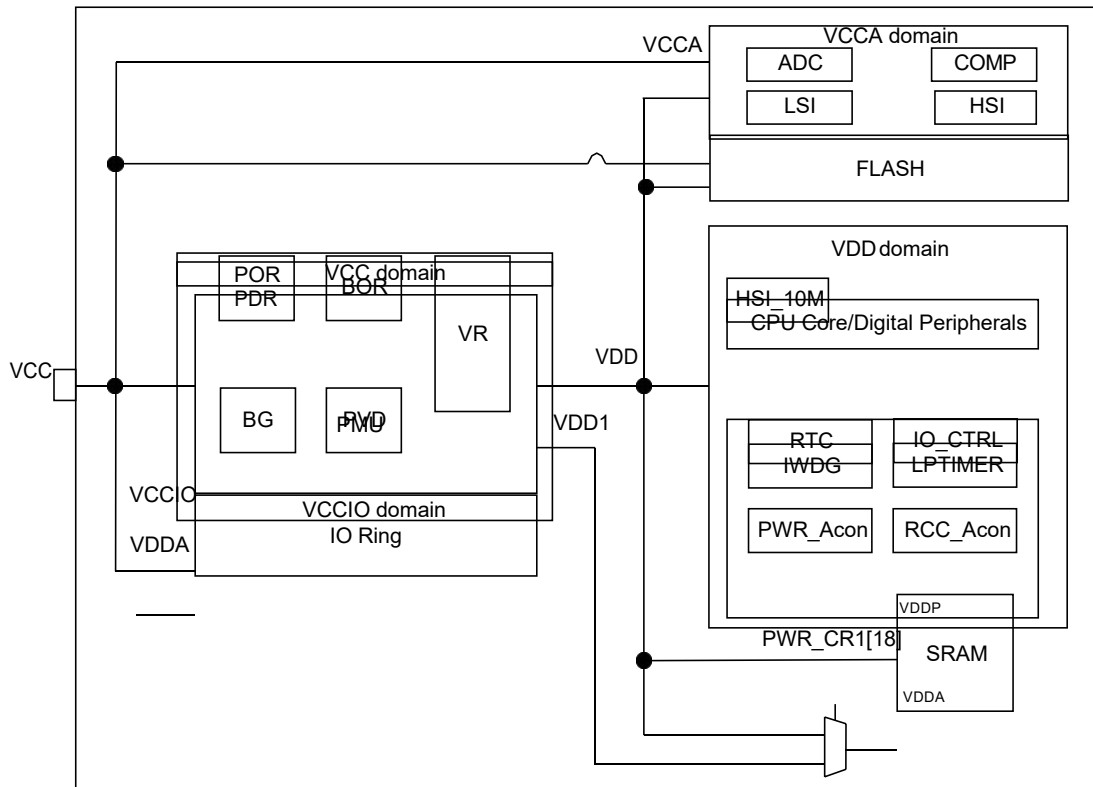 VCCA domain
VCCA
ADC
COMP
LSI
HSI
FLASH
VDD domain
POR
PDR
VCC domain
BOR
VR
HSI_10M
CPU Core/Digital Peripherals
VCC
VDD
BG
PVD
PMU
VDD1
RTC
IO_CTRL
IWDG
LPTIMER
VCCIO
VCCIO domain
IO Ring
VDDA
PWR_Acon
RCC_Acon
VDDP
PWR_CR1[18]
SRAM
VDDA